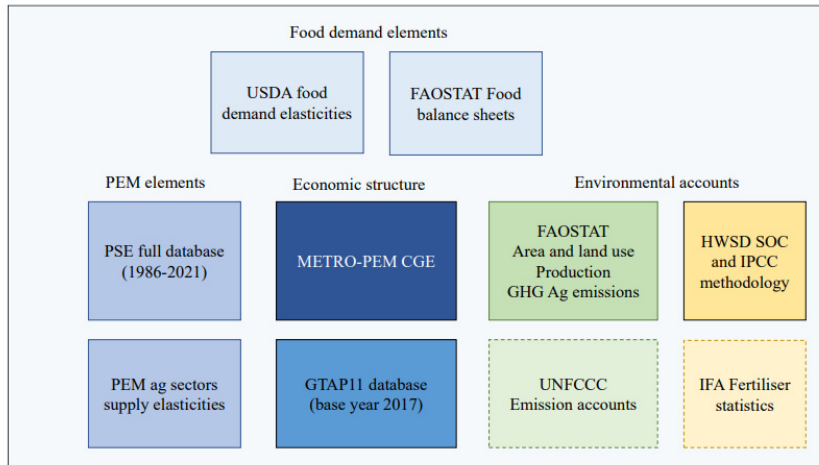 Food demand elements
USDA food
demand elasticities
FAOSTAT Food
balance sheets
PEM elements
Economic structure
Environmental accounts
PSE full database
(1986-2021)
METRO-PEM CGE
FAOSTAT
Area and land use
Production
GHG Ag emissions
HWSD SOC
and IPCC
methodology
PEM ag sectors
supply elasticities
GTAP11 database
(base year 2017)
UNFCCC
Emission accounts
IFA Fertiliser
statistics